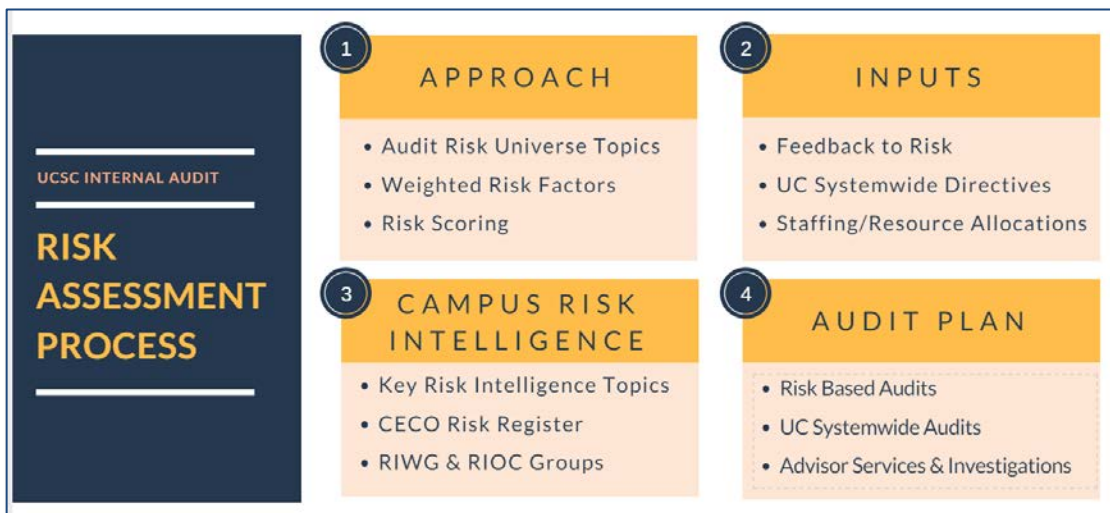 UCSC INTERNAL AUDIT
RISK
ASSESSMENT
PROCESS
1
APPROACH
• Audit Risk Universe Topics
• Weighted Risk Factors
• Risk Scoring
2
INPUTS
• Feedback to Risk
• UC Systemwide Directives
• Staffing/Resource Allocations
3
CAMPUS RISK
INTELLIGENCE
• Key Risk Intelligence Topics
• CECO Risk Register
• RIWG & RIOC Groups
4
AUDIT PLAN
• Risk Based Audits
• UC Systemwide Audits
• Advisor Services & Investigations